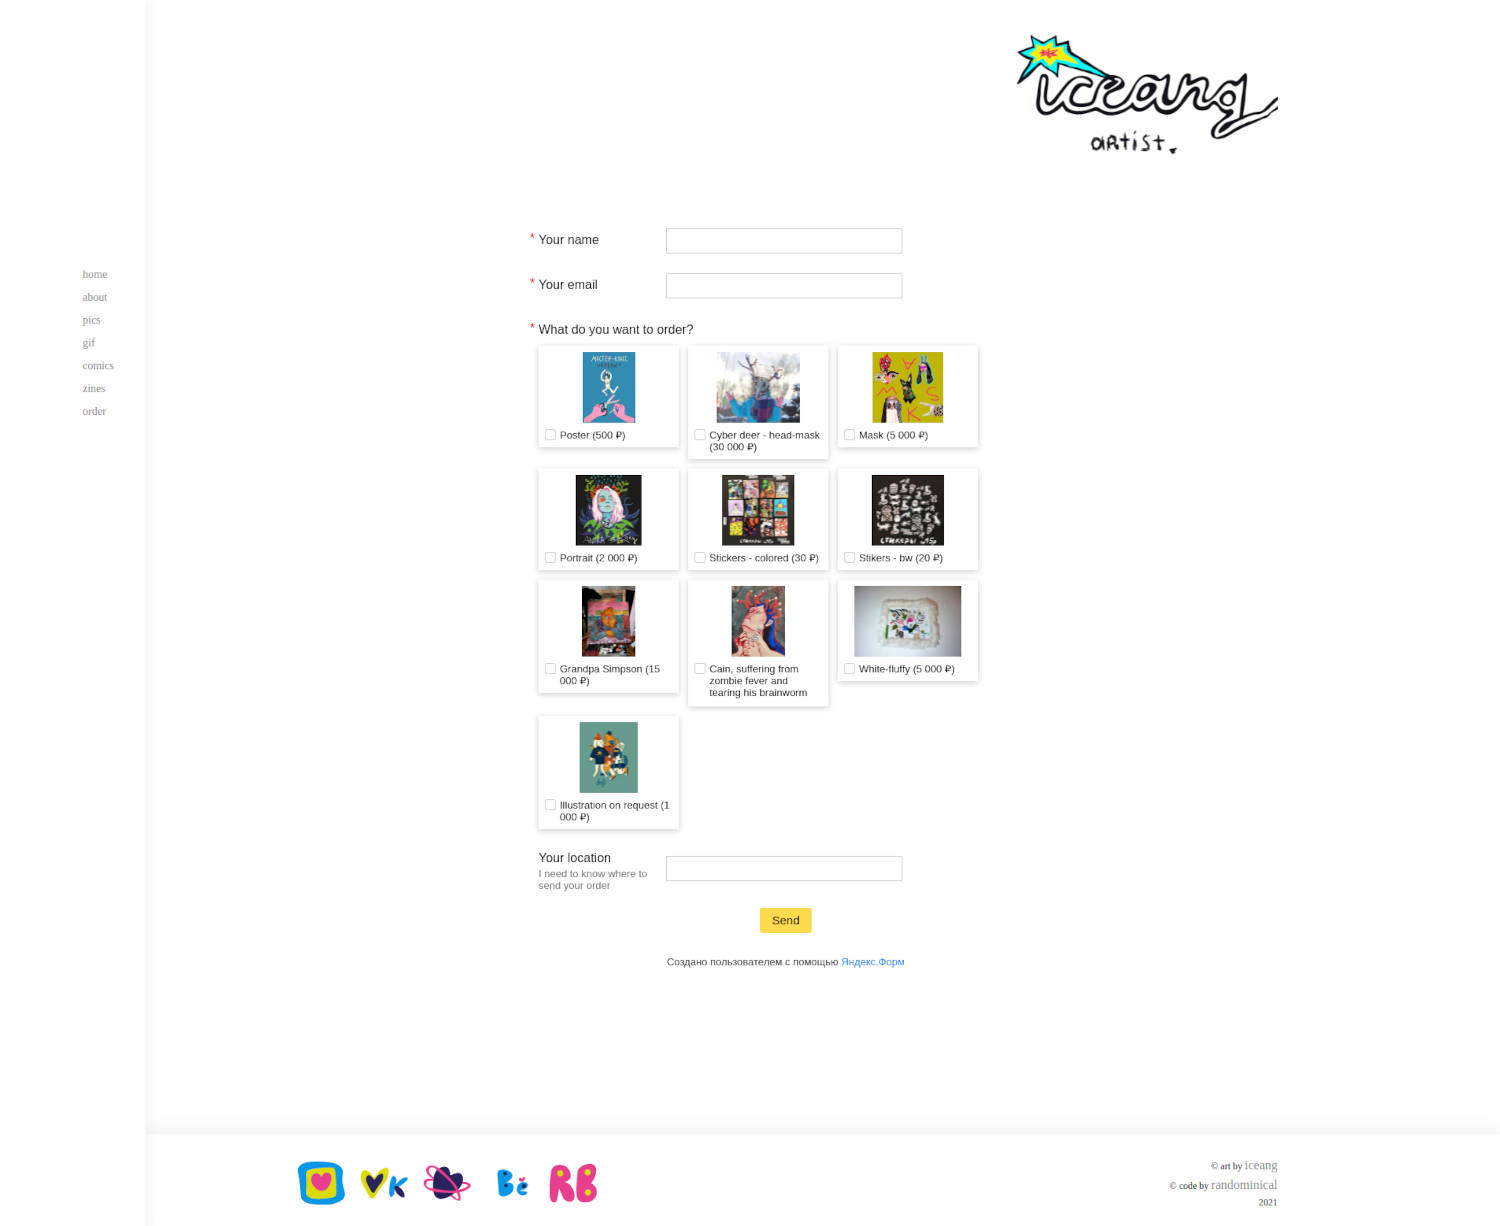 iceang
artist.
home
about
pics
gif
comics
zines
order
* Your name
* Your email
* What do you want to order?
МАСТЕР-КЛАСС
Poster (500 ₽)
Cyber deer - head-mask
(30 000 ₽)
Mask (5 000 ₽)
Portrait (2 000 ₽)
Stickers - colored (30 ₽)
Stikers - bw (20 ₽)
Grandpa Simpson (15
000 ₽)
Cain, suffering from
zombie fever and
tearing his brainworm
White-fluffy (5 000 ₽)
Illustration on request (1
000 ₽)
Your location
I need to know where to
send your order
Send
Создано пользователем с помощью Яндекс.Форм
VK
Bē
RB
© art by iceang
© code by randominical
2021